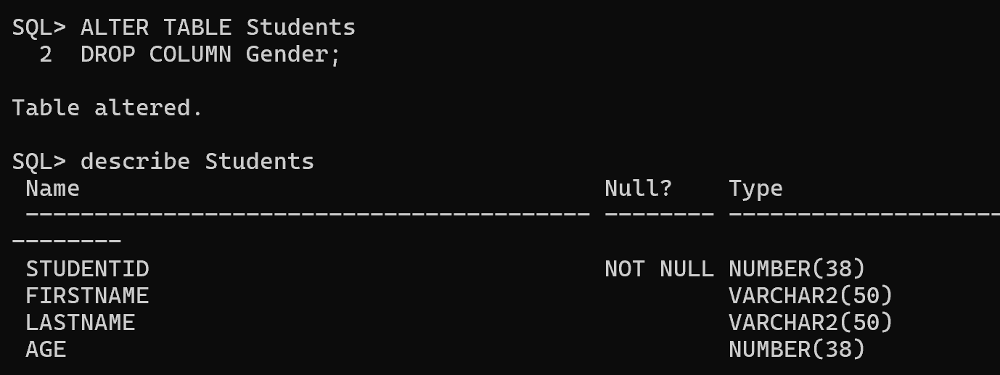 SQL> ALTER TABLE Students
  2  DROP COLUMN Gender;
Table altered.
SQL> describe Students
 Name                                      Null?    Type
 ----------------------------------------- -------- --------------------
--------
 STUDENTID                                 NOT NULL NUMBER(38)
 FIRSTNAME                                          VARCHAR2(50)
 LASTNAME                                           VARCHAR2(50)
 AGE                                                NUMBER(38)